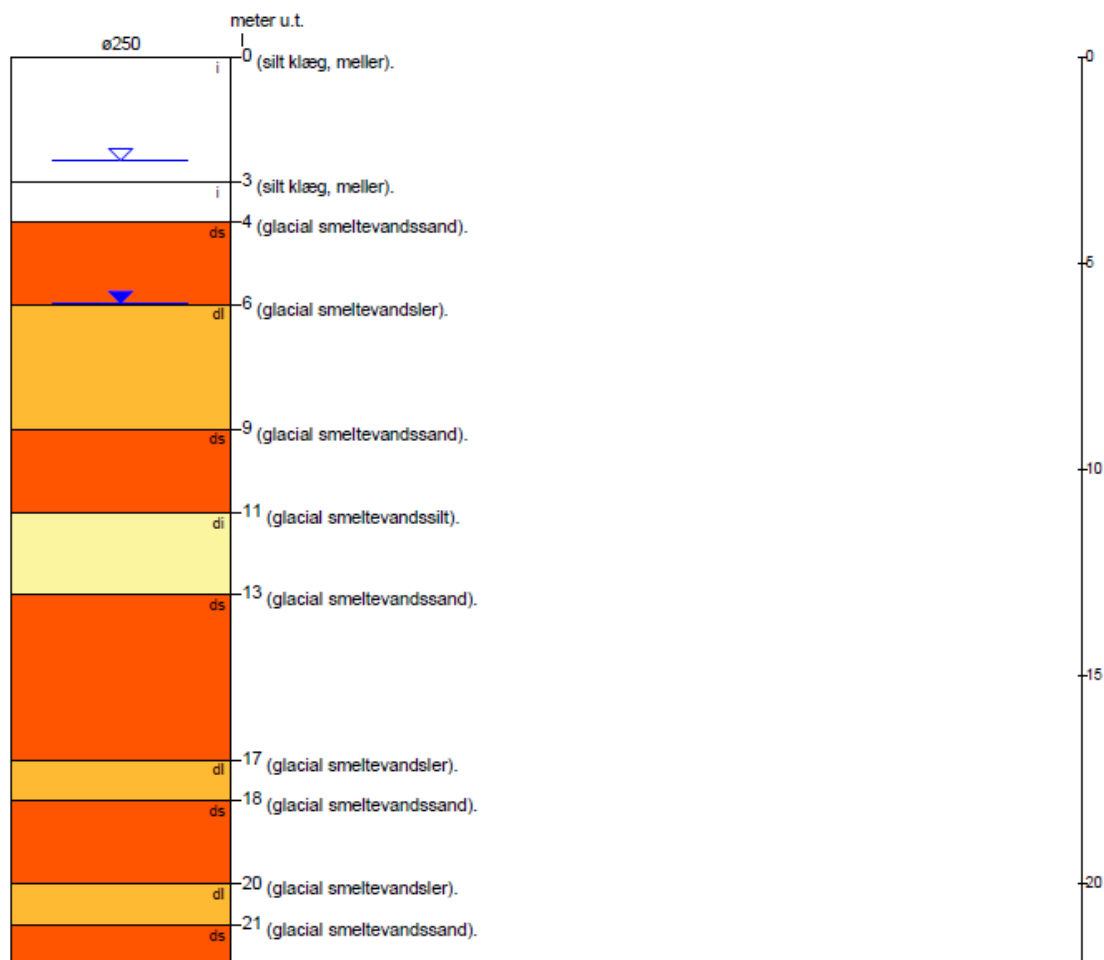 meter u.t.
ø250
0 (silt klæg, meller). 0
i
3 (silt klæg, meller).
i
4 (glacial smeltevandssand).
ds
5
6 (glacial smeltevandsler).
dl
9 (glacial smeltevandssand).
ds
10
11 (glacial smeltevandssilt).
di
13 (glacial smeltevandssand).
ds
15
17 (glacial smeltevandsler).
dl
18 (glacial smeltevandssand).
ds
20 (glacial smeltevandsler). 20
dl
21 (glacial smeltevandssand).
ds